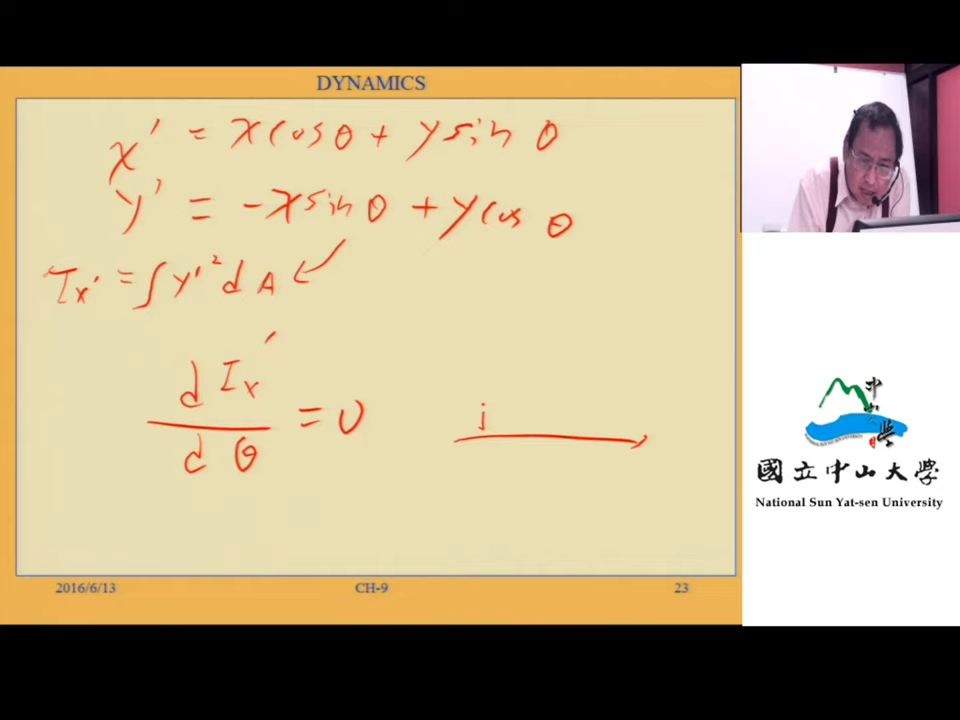 DYNAMICS
x' = x cos θ + y sin θ
y' = -x sin θ + y cos θ
Ix' = ∫ y'² dA
dIx'
dθ
= 0
i
國立中山大學
National Sun Yat-sen University
2016/6/13
CH-9
23